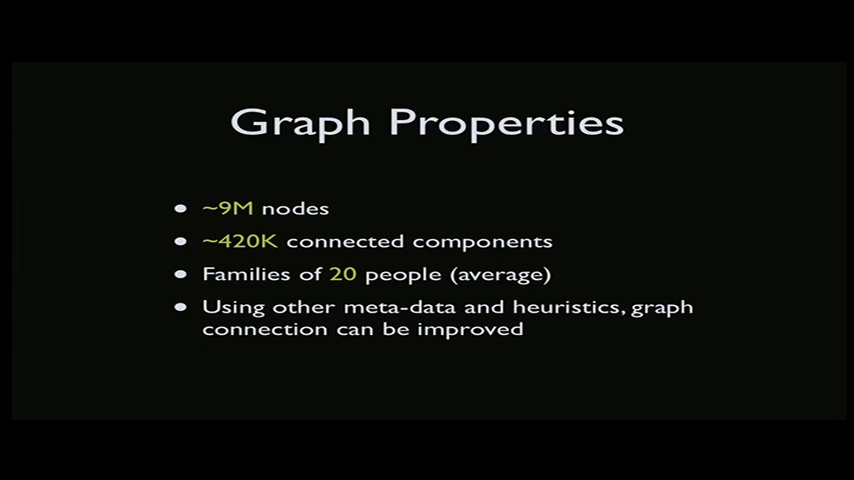 Graph Properties
• ~9M nodes
• ~420K connected components
• Families of 20 people (average)
• Using other meta-data and heuristics, graph
connection can be improved